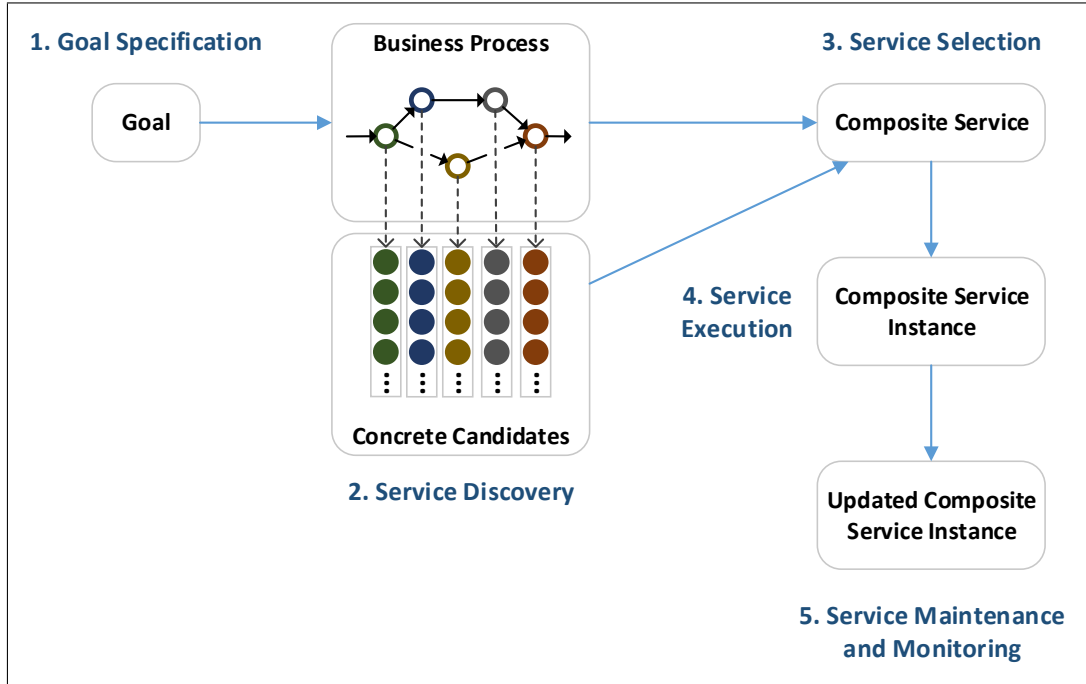 1. Goal Specification
Business Process
3. Service Selection
Goal
Composite Service
4. Service
Execution
Composite Service
Instance
Concrete Candidates
2. Service Discovery
Updated Composite
Service Instance
5. Service Maintenance
and Monitoring